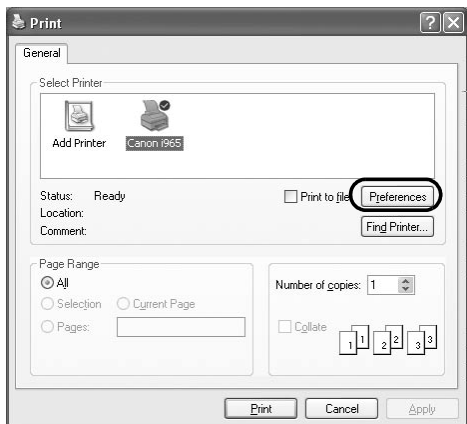 Print
General
Select Printer
Add Printer
Canon i965
Status: Ready
Print to file
Preferences
Location:
Comment:
Find Printer...
Page Range
All
Selection
Current Page
Pages:
Number of copies: 1
Collate
1 1 2 2 3 3
Print
Cancel
Apply